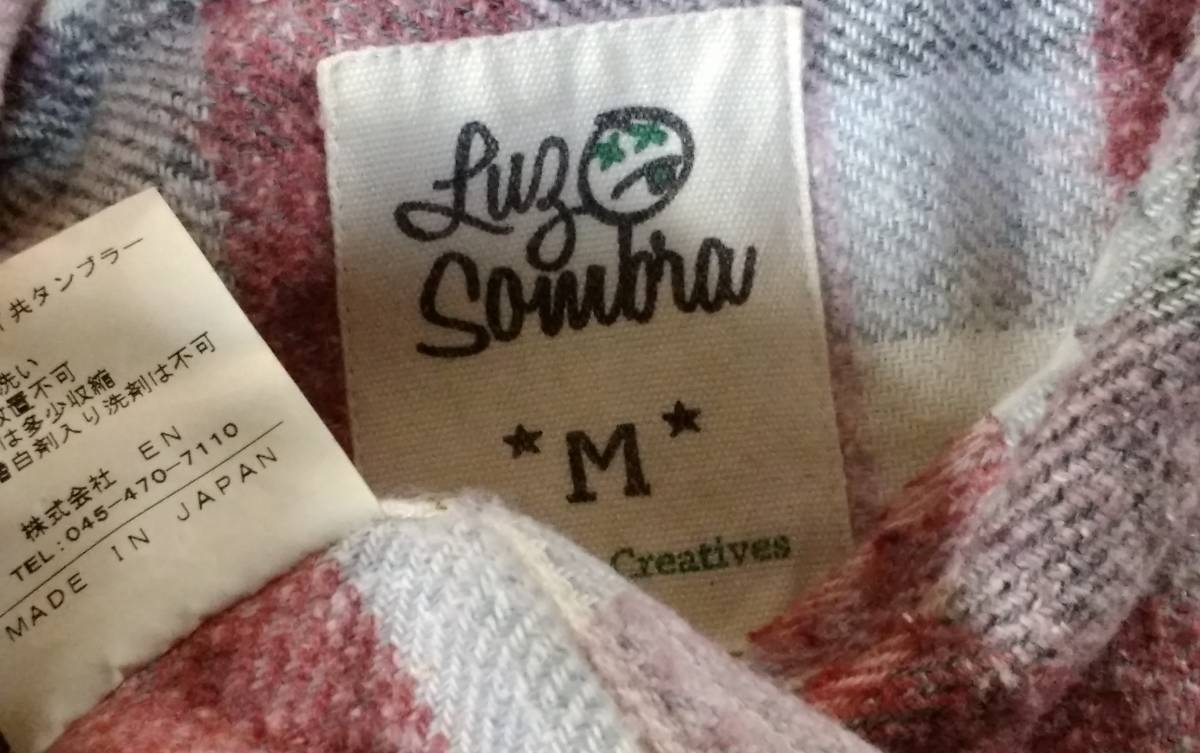 共タンブラー
洗い
放置不可
は多少収縮
増白剤入り洗剤は不可
株式会社 EN
TEL:045-470-7110
MADE IN JAPAN
Luz
Sombra
★M★
Creatives